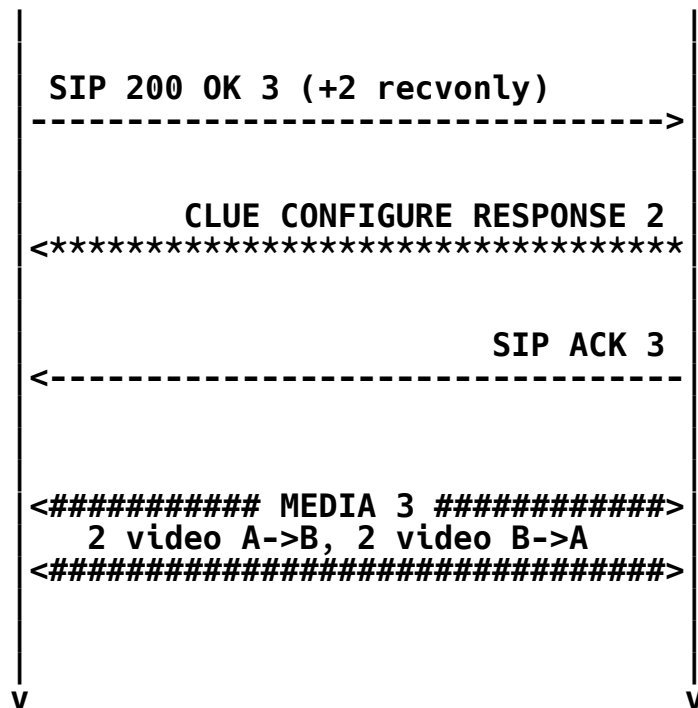 SIP 200 OK 3 (+2 recvonly)
--------------------------------->
CLUE CONFIGURE RESPONSE 2
<*********************************
SIP ACK 3
<---------------------------------
<########### MEDIA 3 ############>
2 video A->B, 2 video B->A
<################################>
V V